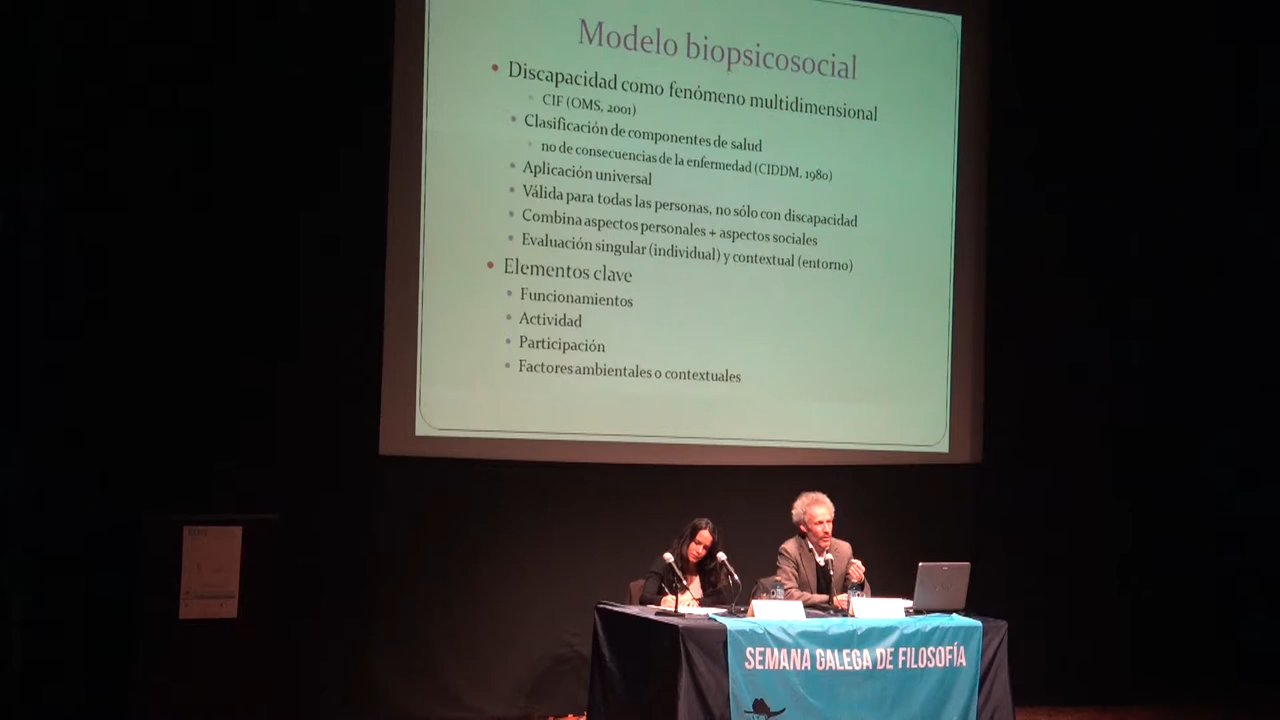 Modelo biopsicosocial
Discapacidad como fenómeno multidimensional
CIF (OMS, 2001)
Clasificación de componentes de salud
no de consecuencias de la enfermedad (CIDDM, 1980)
Aplicación universal
Válida para todas las personas, no sólo con discapacidad
Combina aspectos personales + aspectos sociales
Evaluación singular (individual) y contextual (entorno)
Elementos clave
Funcionamientos
Actividad
Participación
Factores ambientales o contextuales
SEMANA GALEGA DE FILOSOFÍA